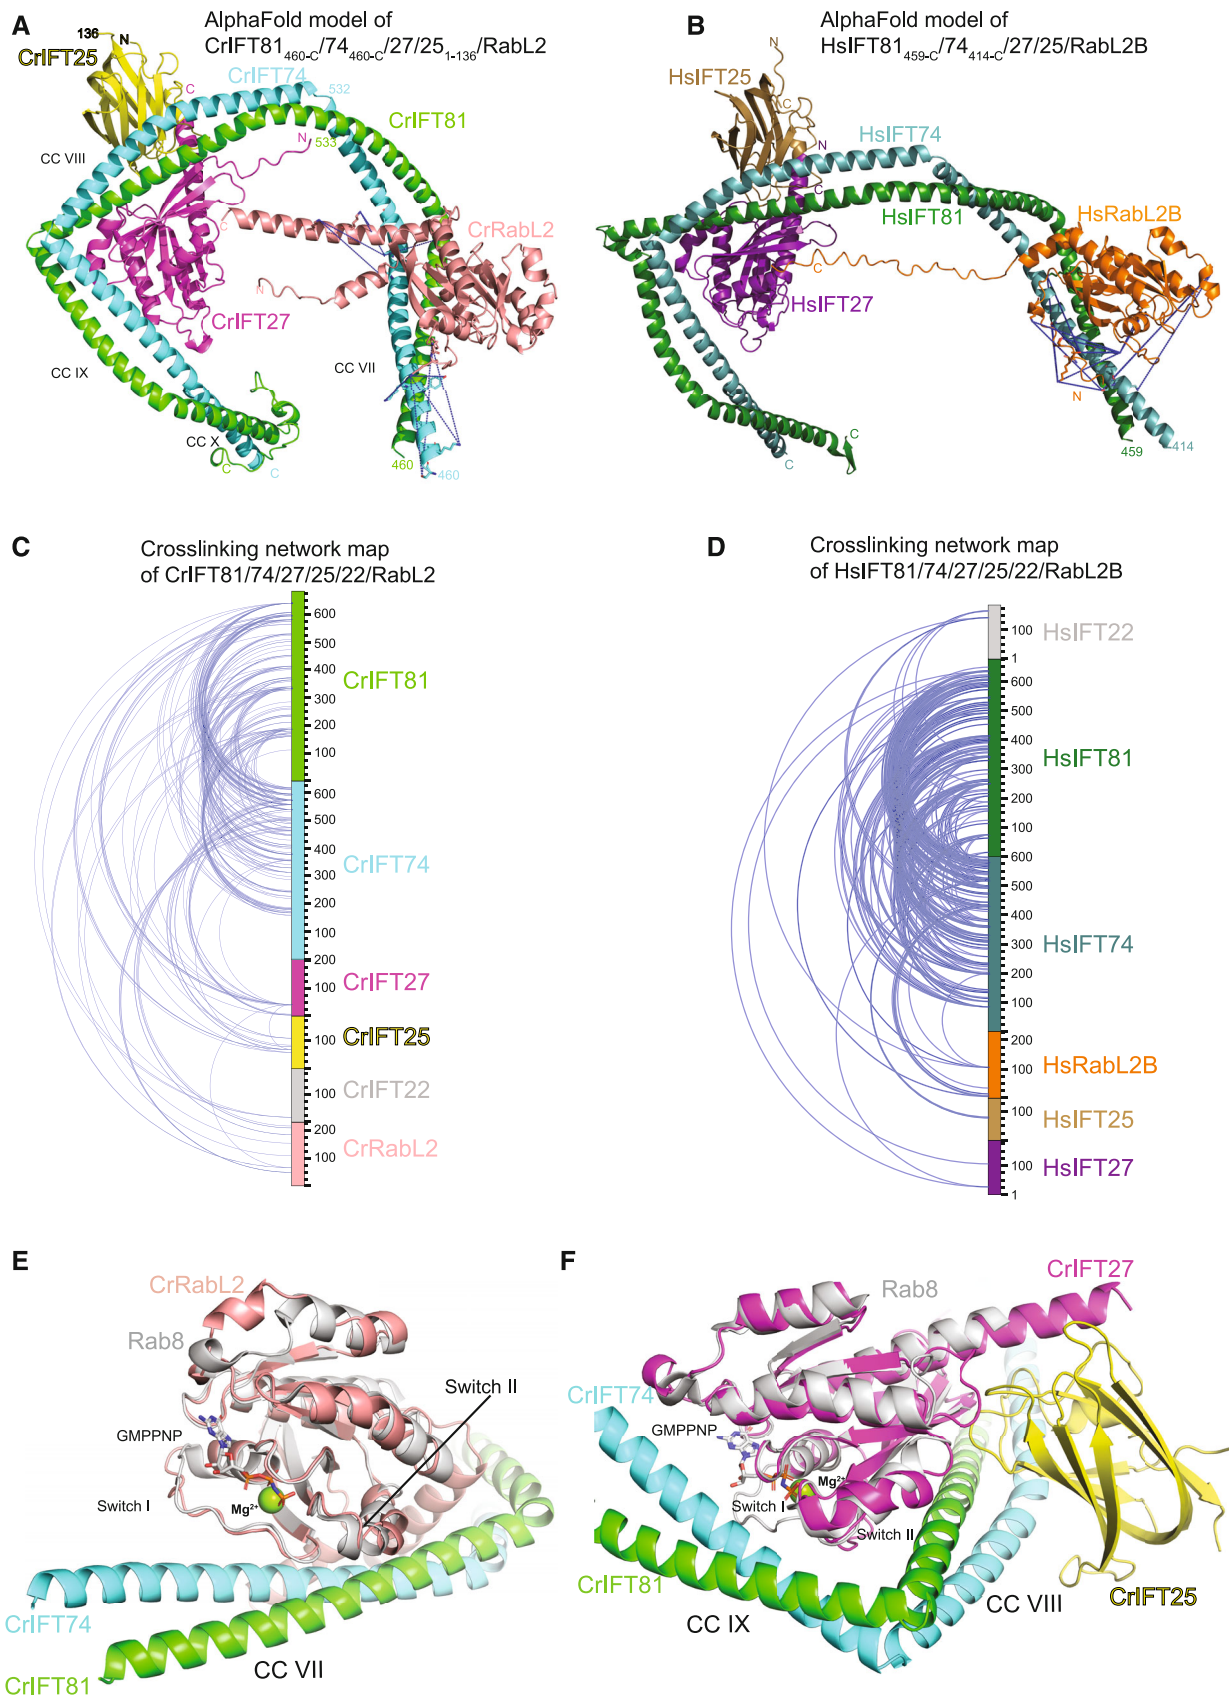 A
AlphaFold model of
CrIFT81460-C/74460-C/27/251-136/RabL2
136
N
CrIFT25
C
CrIFT74
532
CrIFT81
N
533
CC VIII
C
CrRabL2
N
CrIFT27
CC IX
CC VII
CC X
C
C
460
460
B
AlphaFold model of
HsIFT81459-C/74414-C/27/25/RabL2B
N
HsIFT25
C
N
HsIFT74
C
HsIFT81
HsRabL2B
C
HsIFT27
N
C
C
459
414
C
Crosslinking network map
of CrIFT81/74/27/25/22/RabL2
600
500
400
300
200
100
CrIFT81
600
500
400
300
200
100
CrIFT74
200
100
CrIFT27
100
CrIFT25
100
CrIFT22
200
100
CrRabL2
D
Crosslinking network map
of HsIFT81/74/27/25/22/RabL2B
100
1
HsIFT22
600
500
400
300
200
100
HsIFT81
600
500
400
300
200
100
HsIFT74
200
100
HsRabL2B
100
HsIFT25
100
1
HsIFT27
E
CrRabL2
Rab8
Switch II
GMPPNP
Switch I
Mg2+
CrIFT74
CrIFT81
CC VII
F
CrIFT27
Rab8
CrIFT74
GMPPNP
Mg2+
Switch I
Switch II
CrIFT81
CC IX
CC VIII
CrIFT25